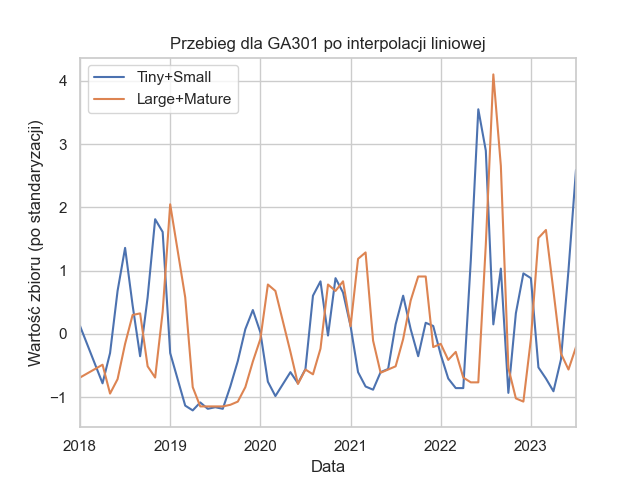 Przebieg dla GA301 po interpolacji liniowej
Tiny+Small
Large+Mature
Wartość zbioru (po standaryzacji)
4
3
2
1
0
−1
2018
2019
2020
2021
2022
2023
Data